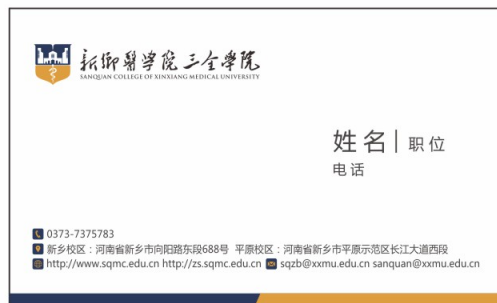 新鄉醫学院三全学院
SANQUAN COLLEGE OF XINXIANG MEDICAL UNIVERSITY
姓名 | 职位
电话
0373-7375783
新乡校区：河南省新乡市向阳路东段688号 平原校区：河南省新乡市平原示范区长江大道西段
http://www.sqmc.edu.cn http://zs.sqmc.edu.cn sqzb@xxmu.edu.cn sanquan@xxmu.edu.cn